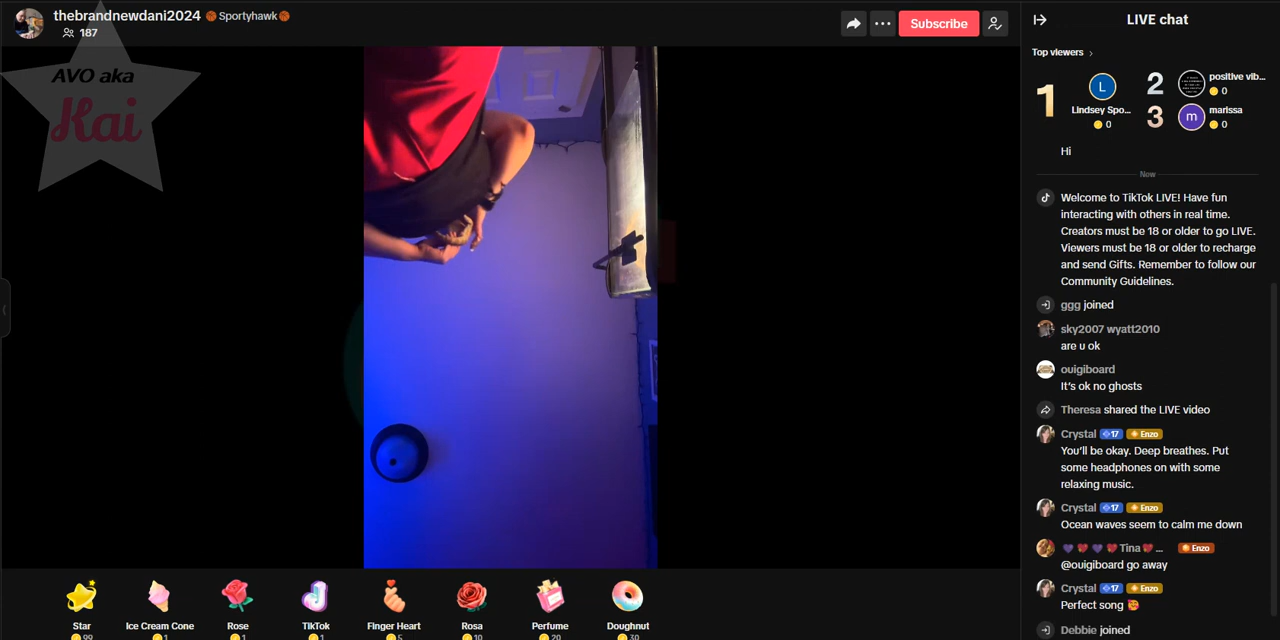 thebrandnewdani2024 🏀 Sportyhawk🏀
187
Subscribe
AVO aka
Kai
LIVE chat
Top viewers
1
L
Lindsey Spo...
0
2
positive vib...
0
3
m
marissa
0
Hi
Now
Welcome to TikTok LIVE! Have fun
interacting with others in real time.
Creators must be 18 or older to go LIVE.
Viewers must be 18 or older to recharge
and send Gifts. Remember to follow our
Community Guidelines.
ggg joined
sky2007 wyatt2010
are u ok
ouigiboard
It's ok no ghosts
Theresa shared the LIVE video
Crystal 17 Enzo
You'll be okay. Deep breathes. Put
some headphones on with some
relaxing music.
Crystal 17 Enzo
Ocean waves seem to calm me down
💜💖💜💖Tina💖... Enzo
@ouigiboard go away
Crystal 17 Enzo
Perfect song 🥰
Debbie joined
Star
99
Ice Cream Cone
1
Rose
1
TikTok
1
Finger Heart
5
Rosa
10
Perfume
20
Doughnut
30